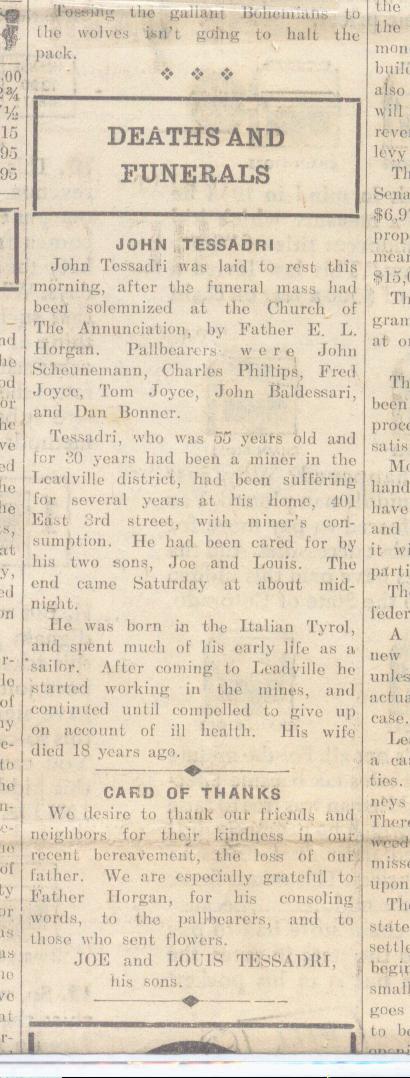 Tossing the gallant Bohemians to
the wolves isn't going to halt the
pack.
DEATHS AND
FUNERALS
JOHN TESSADRI
John Tessadri was laid to rest this
morning, after the funeral mass had
been solemnized at the Church of
The Annunciation, by Father E. L.
Horgan. Pallbearers were John
Scheunemann, Charles Phillips, Fred
Joyce, Tom Joyce, John Baldessari,
and Dan Bonner.
Tessadri, who was 55 years old and
for 30 years had been a miner in the
Leadville district, had been suffering
for several years at his home, 401
East 3rd street, with miner's con-
sumption. He had been cared for by
his two sons, Joe and Louis. The
end came Saturday at about mid-
night.
He was born in the Italian Tyrol,
and spent much of his early life as a
sailor. After coming to Leadville he
started working in the mines, and
continued until compelled to give up
on account of ill health. His wife
died 18 years ago.
CARD OF THANKS
We desire to thank our friends and
neighbors for their kindness in our
recent bereavement, the loss of our
father. We are especially grateful to
Father Horgan, for his consoling
words, to the pallbearers, and to
those who sent flowers.
JOE and LOUIS TESSADRI,
his sons.